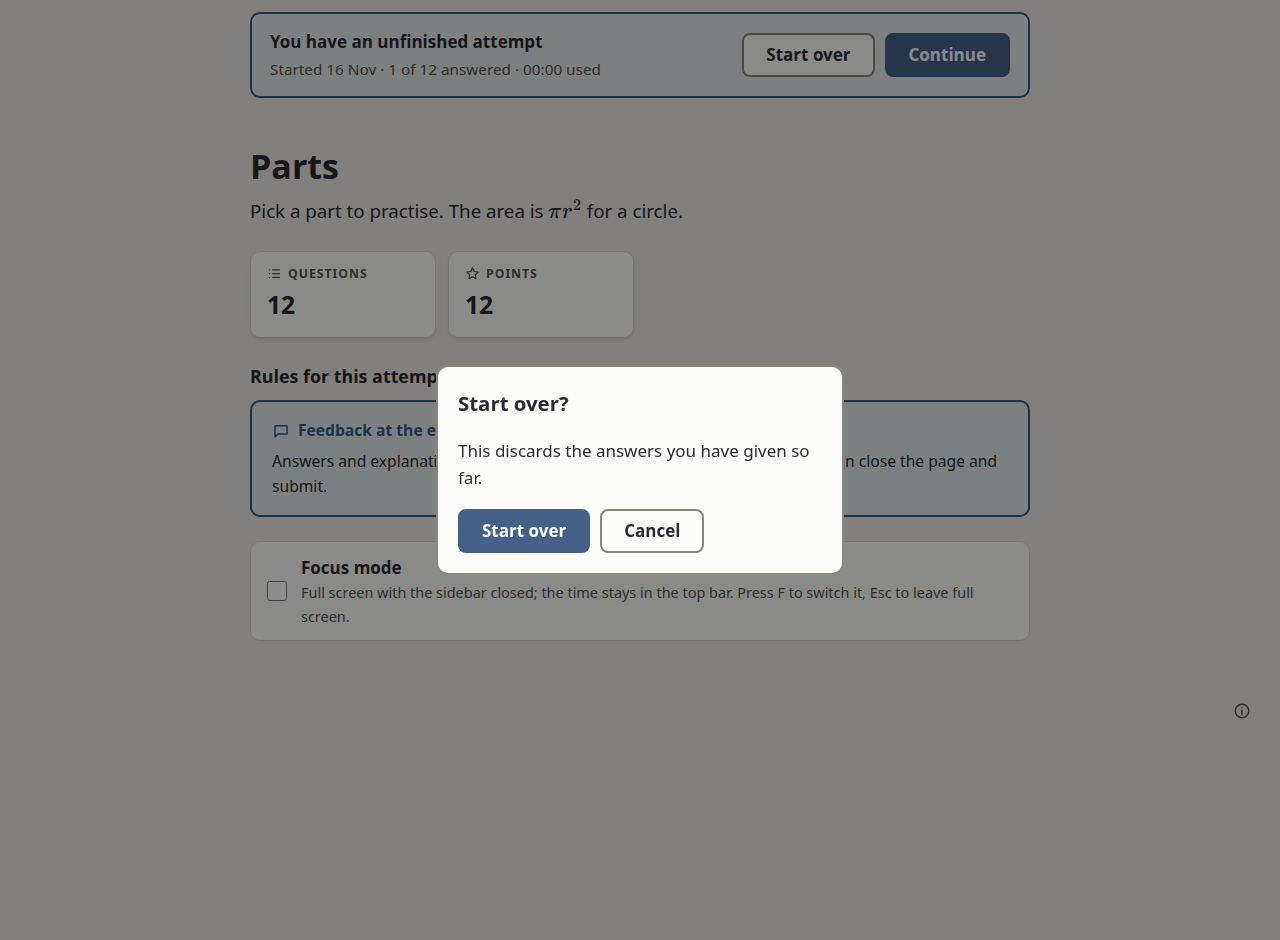 You have an unfinished attempt
Started 16 Nov · 1 of 12 answered · 00:00 used
Start over
Continue
Parts
Pick a part to practise. The area is πr² for a circle.
QUESTIONS
12
POINTS
12
Rules for this attemp
Feedback at the e
Answers and explanati
n close the page and
submit.
Start over?
This discards the answers you have given so
far.
Start over
Cancel
Focus mode
Full screen with the sidebar closed; the time stays in the top bar. Press F to switch it, Esc to leave full
screen.